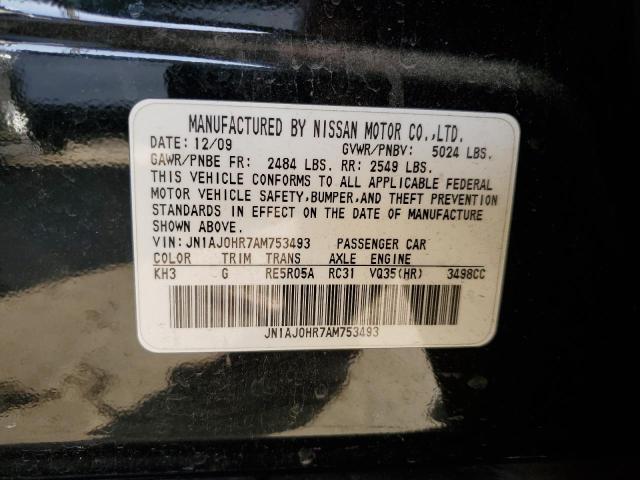 MANUFACTURED BY NISSAN MOTOR CO.,LTD.
DATE: 12/09 GVWR/PNBV: 5024 LBS.
GAWR/PNBE FR: 2484 LBS. RR: 2549 LBS.
THIS VEHICLE CONFORMS TO ALL APPLICABLE FEDERAL
MOTOR VEHICLE SAFETY, BUMPER, AND THEFT PREVENTION
STANDARDS IN EFFECT ON THE DATE OF MANUFACTURE
SHOWN ABOVE.
VIN: JN1AJ0HR7AM753493 PASSENGER CAR
COLOR TRIM TRANS AXLE ENGINE
KH3 G RE5R05A RC31 VQ35(HR) 3498CC
JN1AJ0HR7AM753493